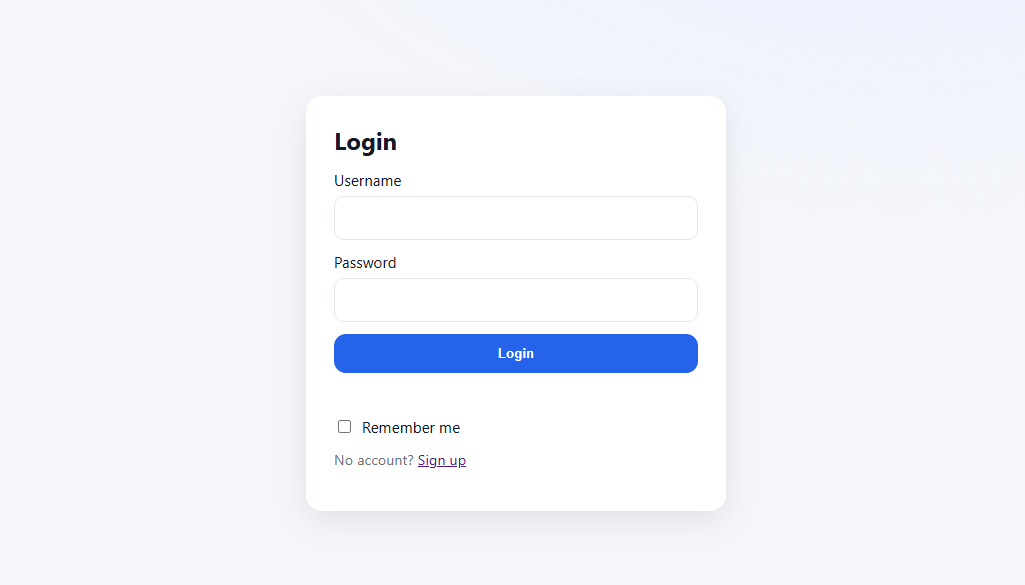 Login
Username
Password
Login
Remember me
No account? Sign up